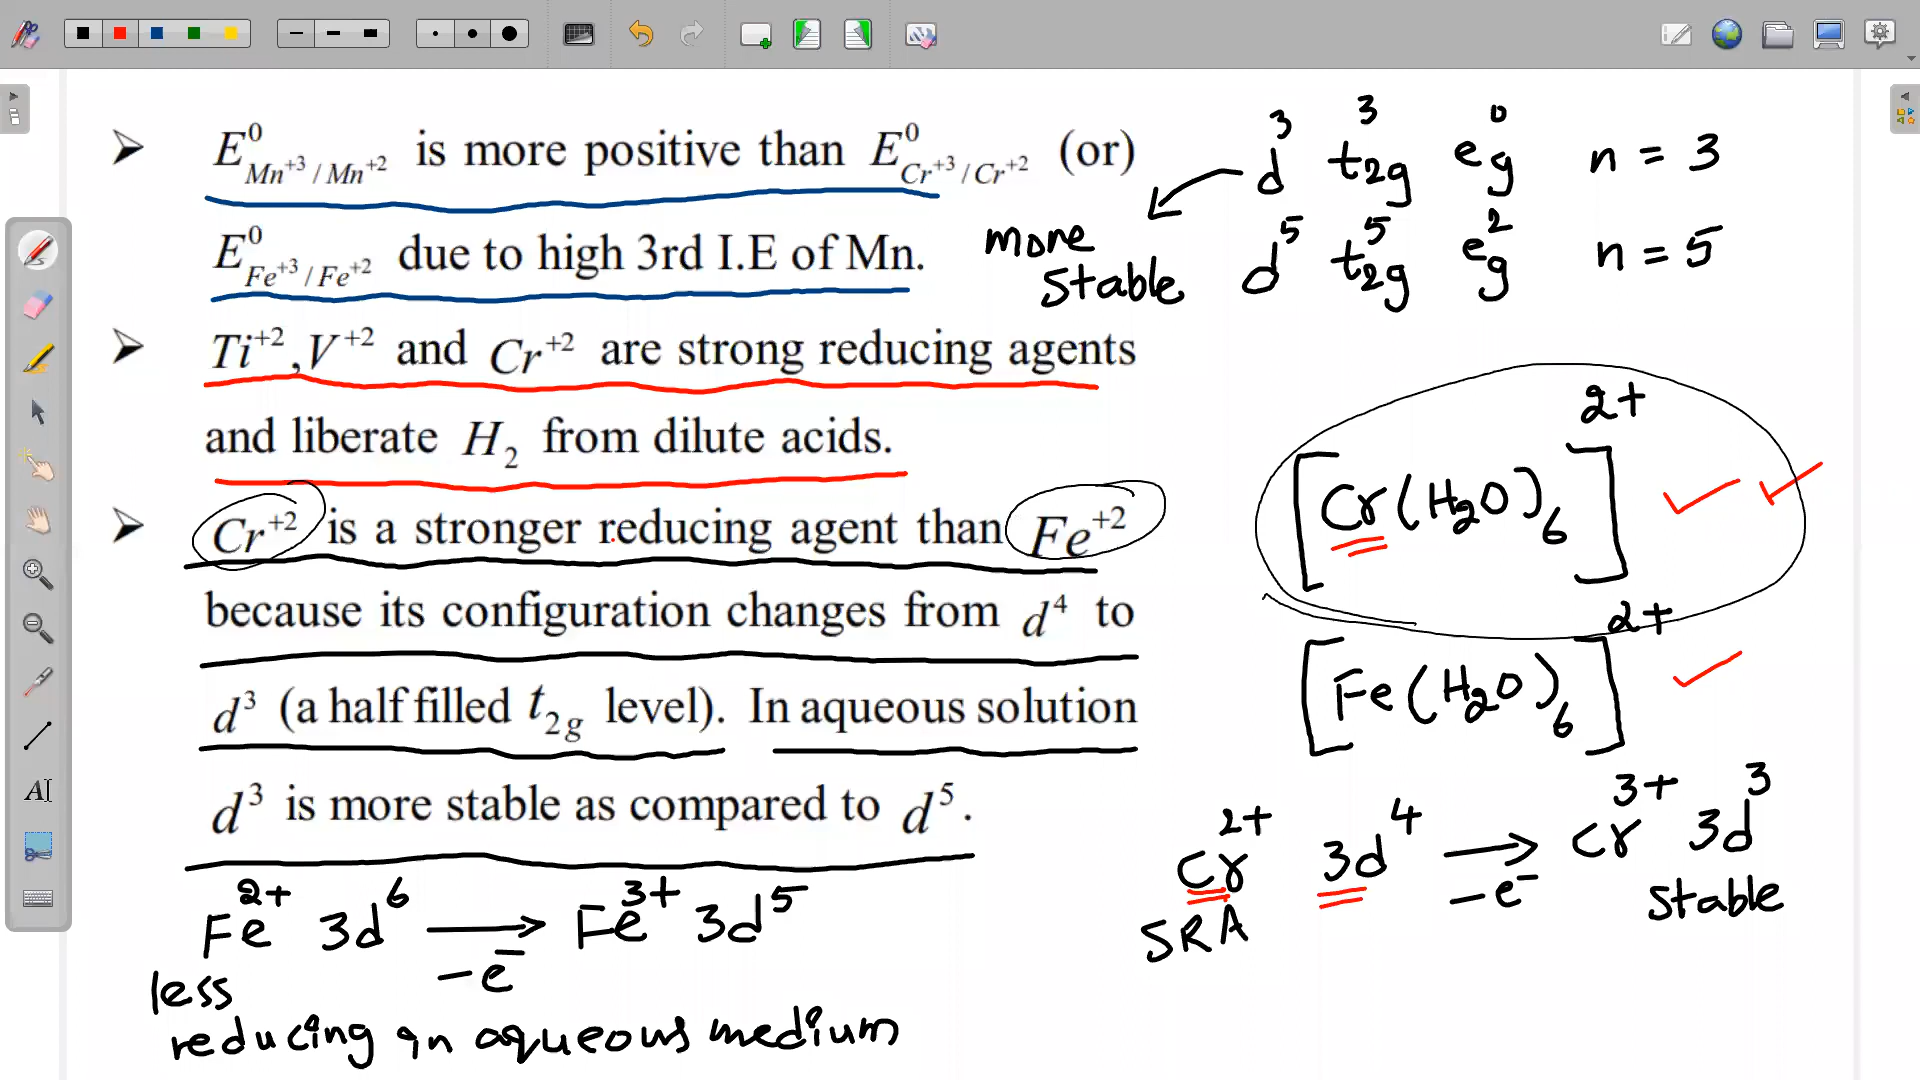 ➢ E⁰Mn⁺³/Mn⁺² is more positive than E⁰Cr⁺³/Cr⁺² (or)
E⁰Fe⁺³/Fe⁺² due to high 3rd I.E of Mn.
➢ Ti⁺²,V⁺² and Cr⁺² are strong reducing agents
and liberate H₂ from dilute acids.
➢ Cr⁺² is a stronger reducing agent than Fe⁺²
because its configuration changes from d⁴ to
d³ (a half filled t₂g level). In aqueous solution
d³ is more stable as compared to d⁵.
Fe²⁺ 3d⁶ → Fe³⁺ 3d⁵
-e⁻
less
reducing in aqueous medium
d³ t₂g³ eg⁰ n = 3
more
stable
d⁵ t₂g⁵ eg² n = 5
[Cr(H₂O)₆]²⁺ ✓ ✓
[Fe(H₂O)₆]²⁺ ✓
Cr²⁺ 3d⁴ → Cr³⁺ 3d³
-e⁻ stable
SRA
AI